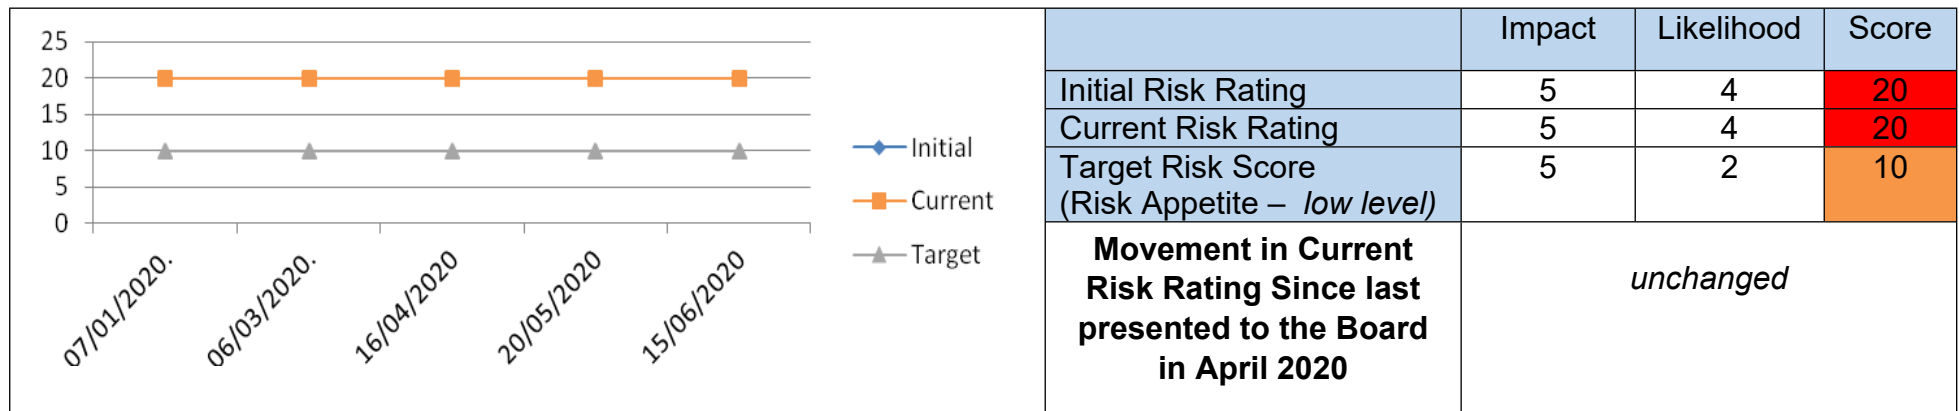 25
20
15
10
5
0
07/01/2020.
06/03/2020.
16/04/2020
20/05/2020
15/06/2020
Initial
Current
Target
Impact Likelihood Score
Initial Risk Rating 5 4 20
Current Risk Rating 5 4 20
Target Risk Score 5 2 10
(Risk Appetite – low level)
Movement in Current
Risk Rating Since last
presented to the Board
in April 2020
unchanged